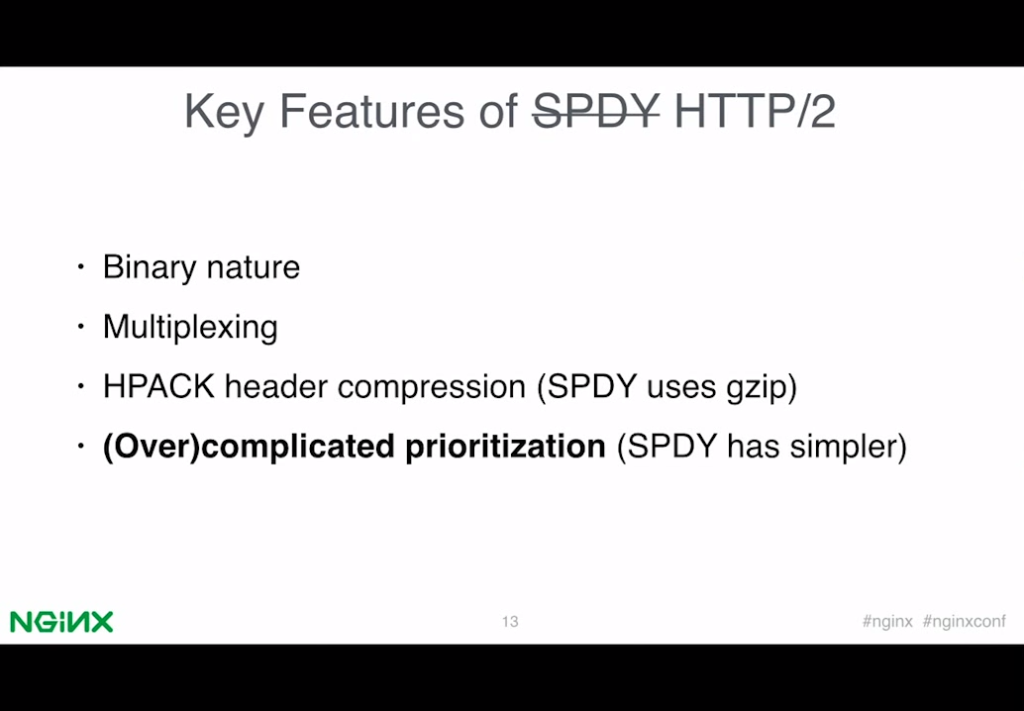 Key Features of SPDY HTTP/2
· Binary nature
· Multiplexing
· HPACK header compression (SPDY uses gzip)
· (Over)complicated prioritization (SPDY has simpler)
NGINX
13
#nginx #nginxconf